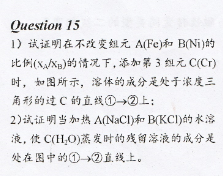 Question 15
1）试证明在不改变组元 A(Fe)和 B(Ni)的
比例(xA/xB)的情况下，添加第 3 组元 C(Cr)
时，如图所示，溶体的成分是处于浓度三
角形的过 C 的直线①→②上；
2)试证明当加热 A(NaCl)和 B(KCl)的水溶
液，使 C(H₂O)蒸发时的残留溶液的成分是
处在图中的①→②直线上。